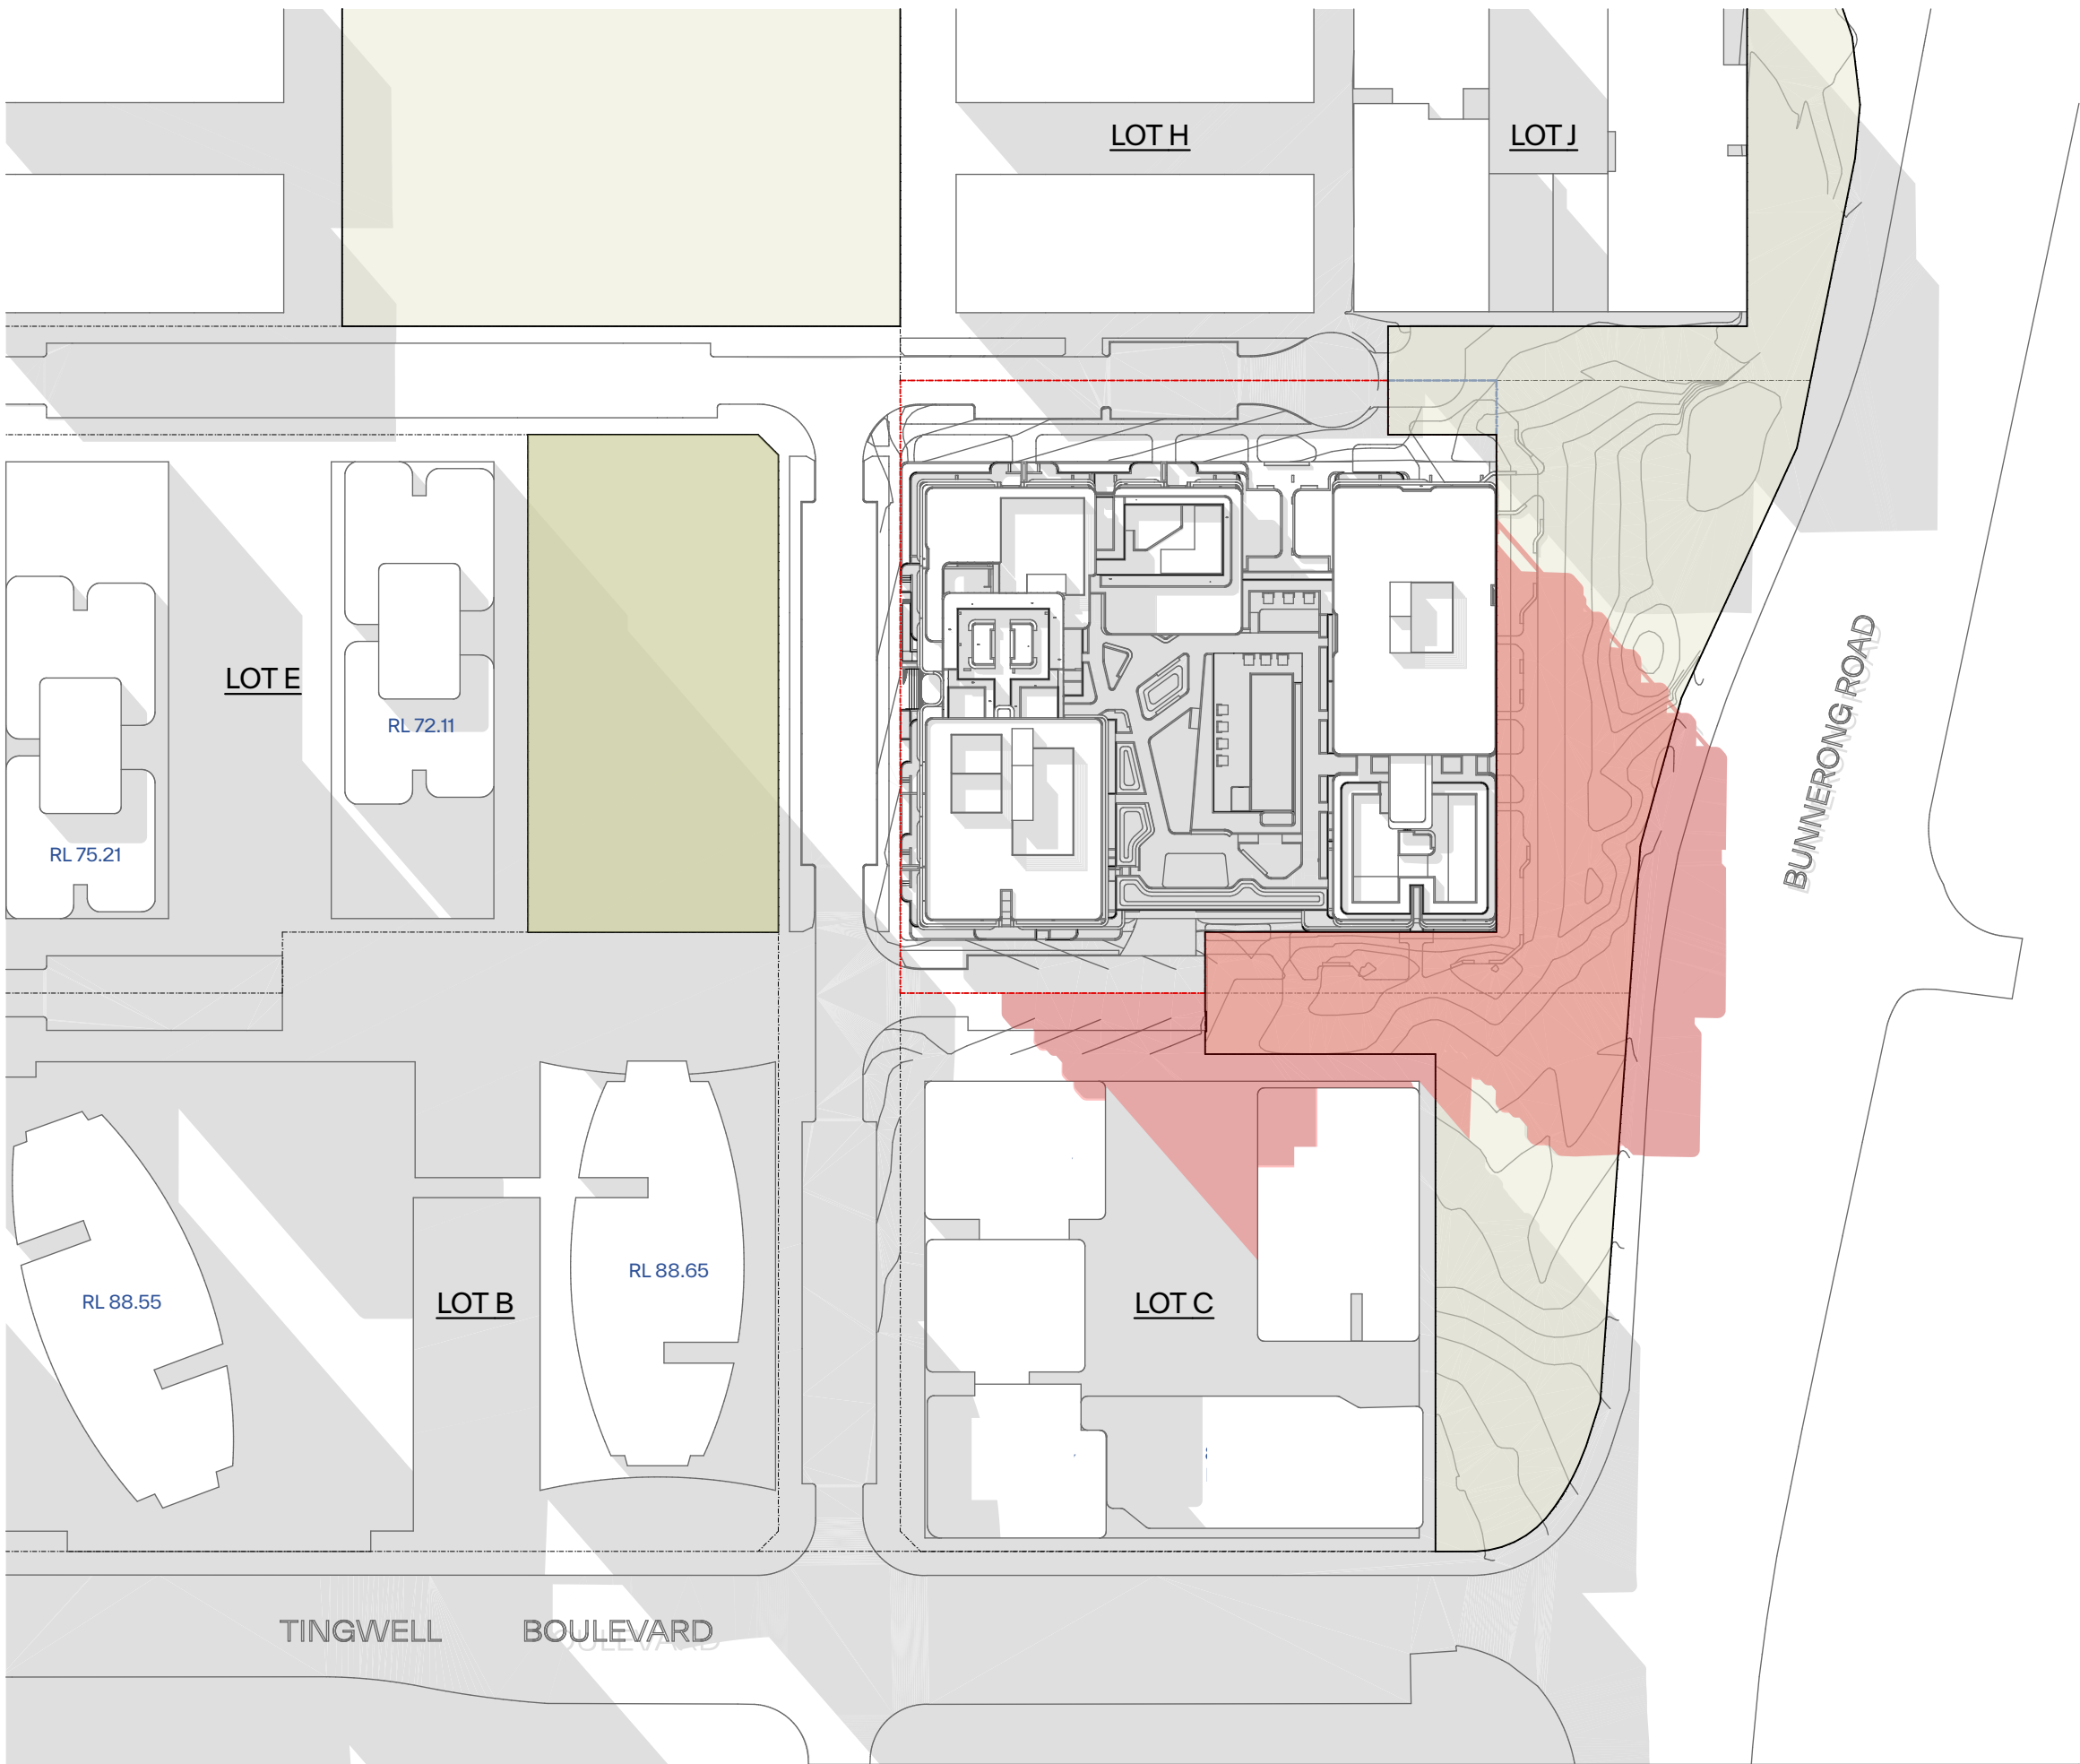 LOT H
LOT J
LOT E
RL 72.11
BUNNERONG ROAD
RL 75.21
RL 88.65
RL 88.55
LOT B
LOT C
TINGWELL BOULEVARD